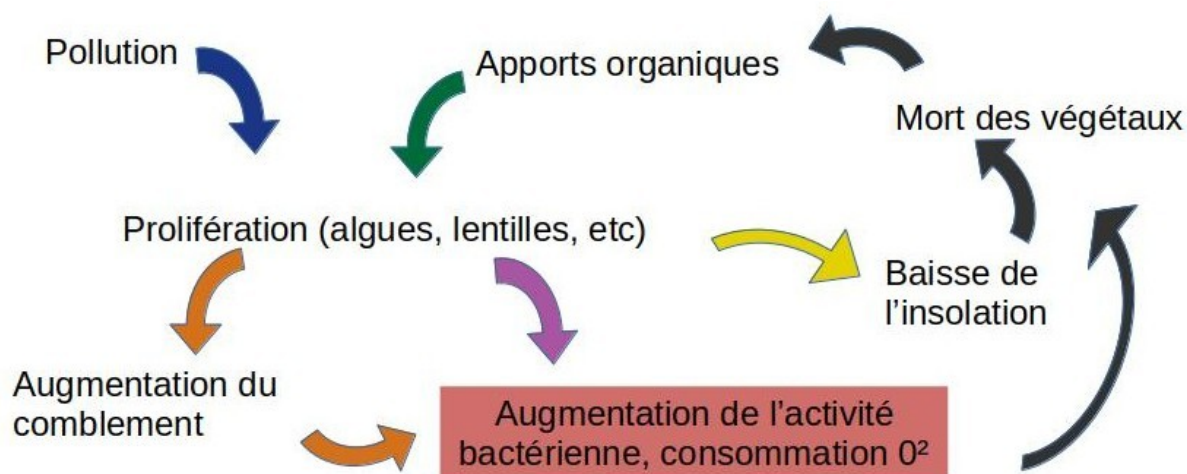 Pollution
Apports organiques
Mort des végétaux
Prolifération (algues, lentilles, etc)
Baisse de
l’insolation
Augmentation du
comblement
Augmentation de l’activité
bactérienne, consommation 0²